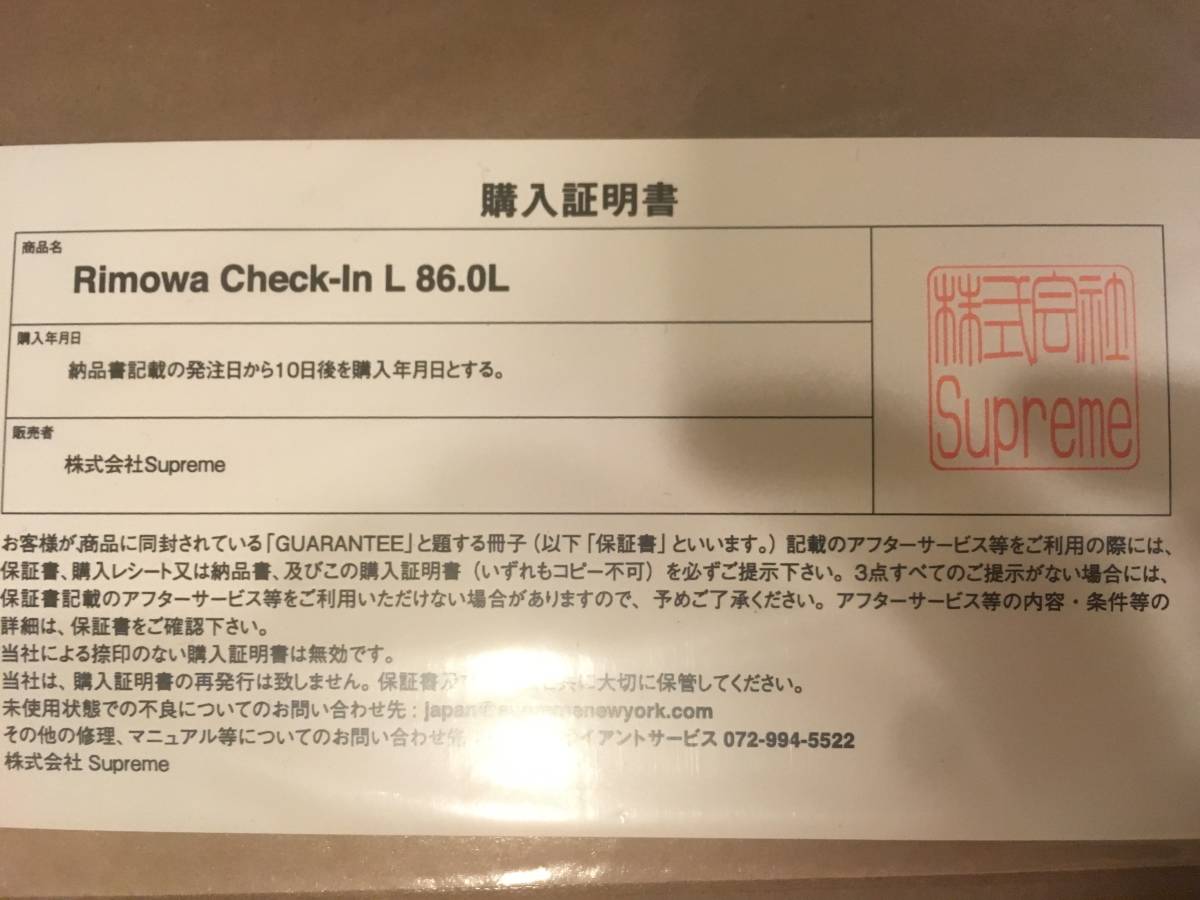 購入証明書
商品名
Rimowa Check-In L 86.0L
購入年月日
納品書記載の発注日から10日後を購入年月日とする。
販売者
株式会社Supreme
株式会社
Supreme
お客様が、商品に同封されている「GUARANTEE」と題する冊子（以下「保証書」といいます。）記載のアフターサービス等をご利用の際には、
保証書、購入レシート又は納品書、及びこの購入証明書（いずれもコピー不可）を必ずご提示下さい。3点すべてのご提示がない場合には、
保証書記載のアフターサービス等をご利用いただけない場合がありますので、予めご了承ください。アフターサービス等の内容・条件等の
詳細は、保証書をご確認下さい。
当社による捺印のない購入証明書は無効です。
当社は、購入証明書の再発行は致しません。保証書及び共に大切に保管してください。
未使用状態での不良についてのお問い合わせ先：japan@supremenewyork.com
その他の修理、マニュアル等についてのお問い合わせ先イアントサービス 072-994-5522
株式会社 Supreme